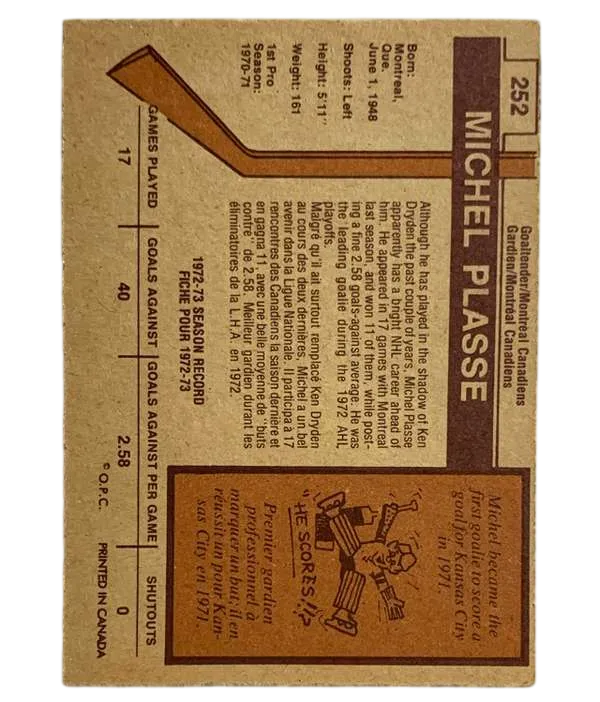 252
Goaltender/Montreal Canadiens
Gardien/Montréal Canadiens
MICHEL PLASSE
Born:
Montreal,
Que.
June 1, 1948
Shoots: Left
Height: 5'11"
Weight: 161
1st Pro
Season:
1970-71
Although he has played in the shadow of Ken
Dryden the past couple of years, Michel Plasse
apparently has a bright NHL career ahead of
him. He appeared in 17 games with Montreal
last season, and won 11 of them, while post-
ing a fine 2.58 goals-against average. He was
the leading goalie during the 1972 AHL
playoffs.
Malgré qu'il ait surtout remplacé Ken Dryden
au cours des deux dernières, Michel a un bel
avenir dans la Ligue Nationale. Il participa à 17
rencontres des Canadiens la saison dernière et
en gagna 11, avec une belle moyenne de "buts
contre" de 2.58. Meilleur gardien durant les
éliminatoires de la L.H.A. en 1972.
Michel became the
first goalie to score a
goal for Kansas City
in 1971.
"HE SCORES!!?
Premier gardien
professionnel à
marquer un but; il en
réussit un pour Kan-
sas City en 1971.
1972-73 SEASON RECORD
FICHE POUR 1972-73
GAMES PLAYED GOALS AGAINST GOALS AGAINST PER GAME SHUTOUTS
17 40 2.58 0
© O.P.C. PRINTED IN CANADA